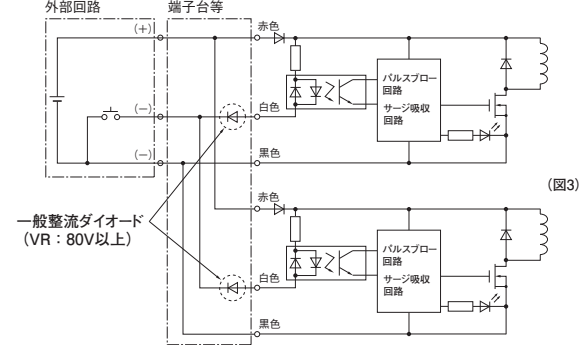 外部回路
端子台等
(+)
赤色
パルスブロー
回路
サージ吸収
回路
(−)
白色
(−)
黒色
(図3)
赤色
一般整流ダイオード
(VR:80V以上)
パルスブロー
回路
サージ吸収
回路
白色
黒色